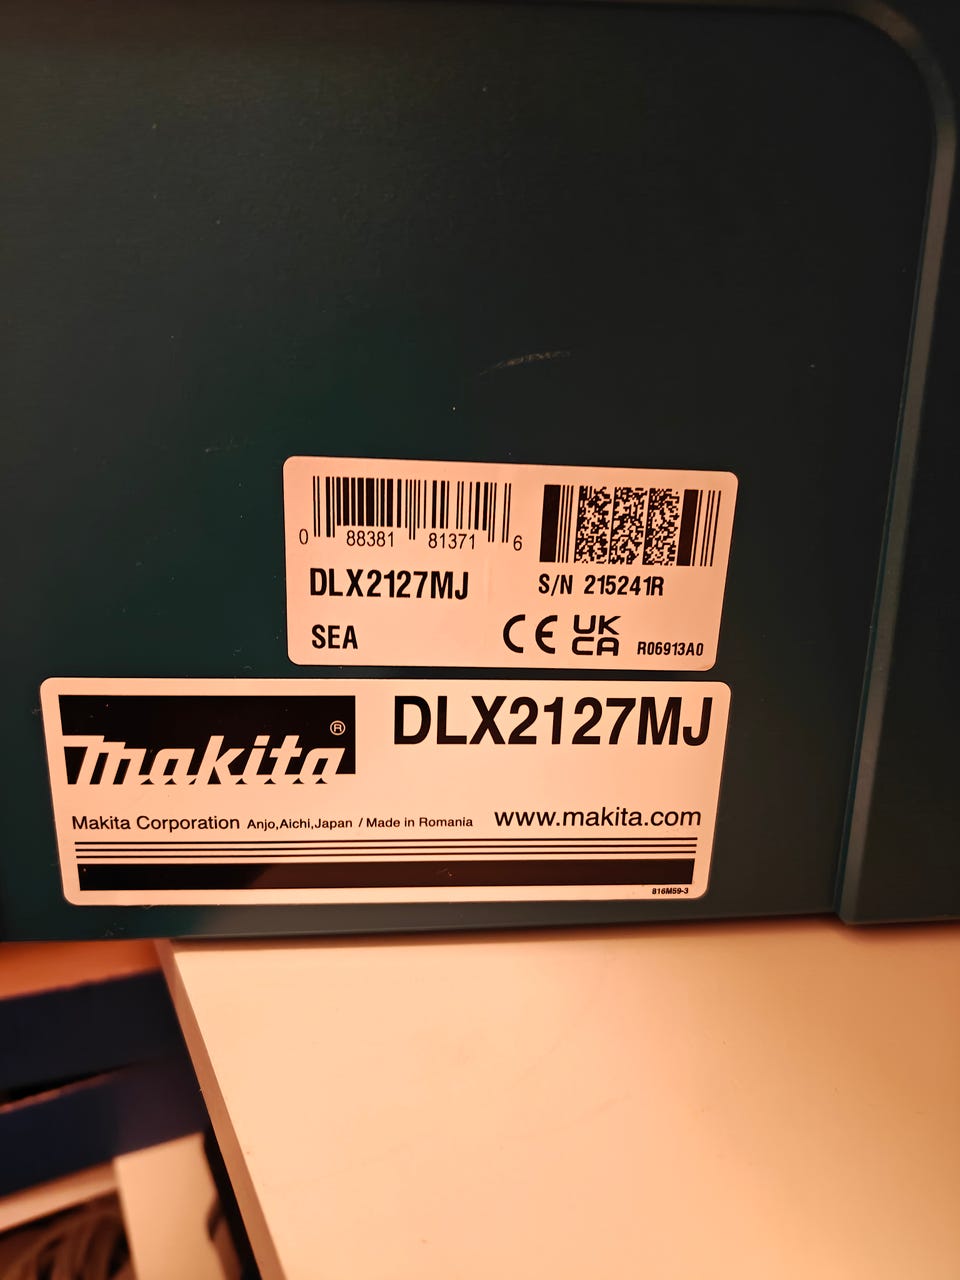 0 88381 81371 6
DLX2127MJ S/N 215241R
SEA CE UK CA R06913A0
makita® DLX2127MJ
Makita Corporation Anjo,Aichi,Japan / Made in Romania www.makita.com
816M59-3